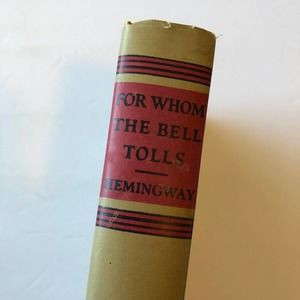 FOR WHOM
THE BELL
TOLLS
HEMINGWAY